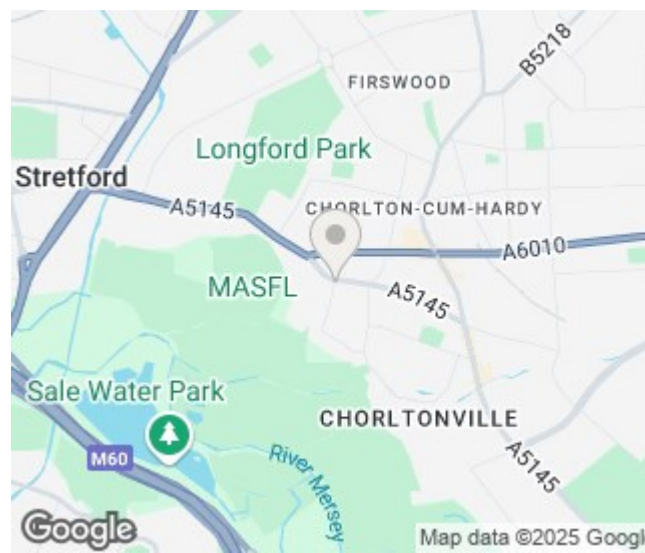 B5218
FIRSWOOD
Longford Park
Stretford
A5145
CHORLTON-CUM-HARDY
A6010
MASFL
A5145
Sale Water Park
CHORLTONVILLE
M60
River Mersey
A5145
Google
Map data ©2025 Google